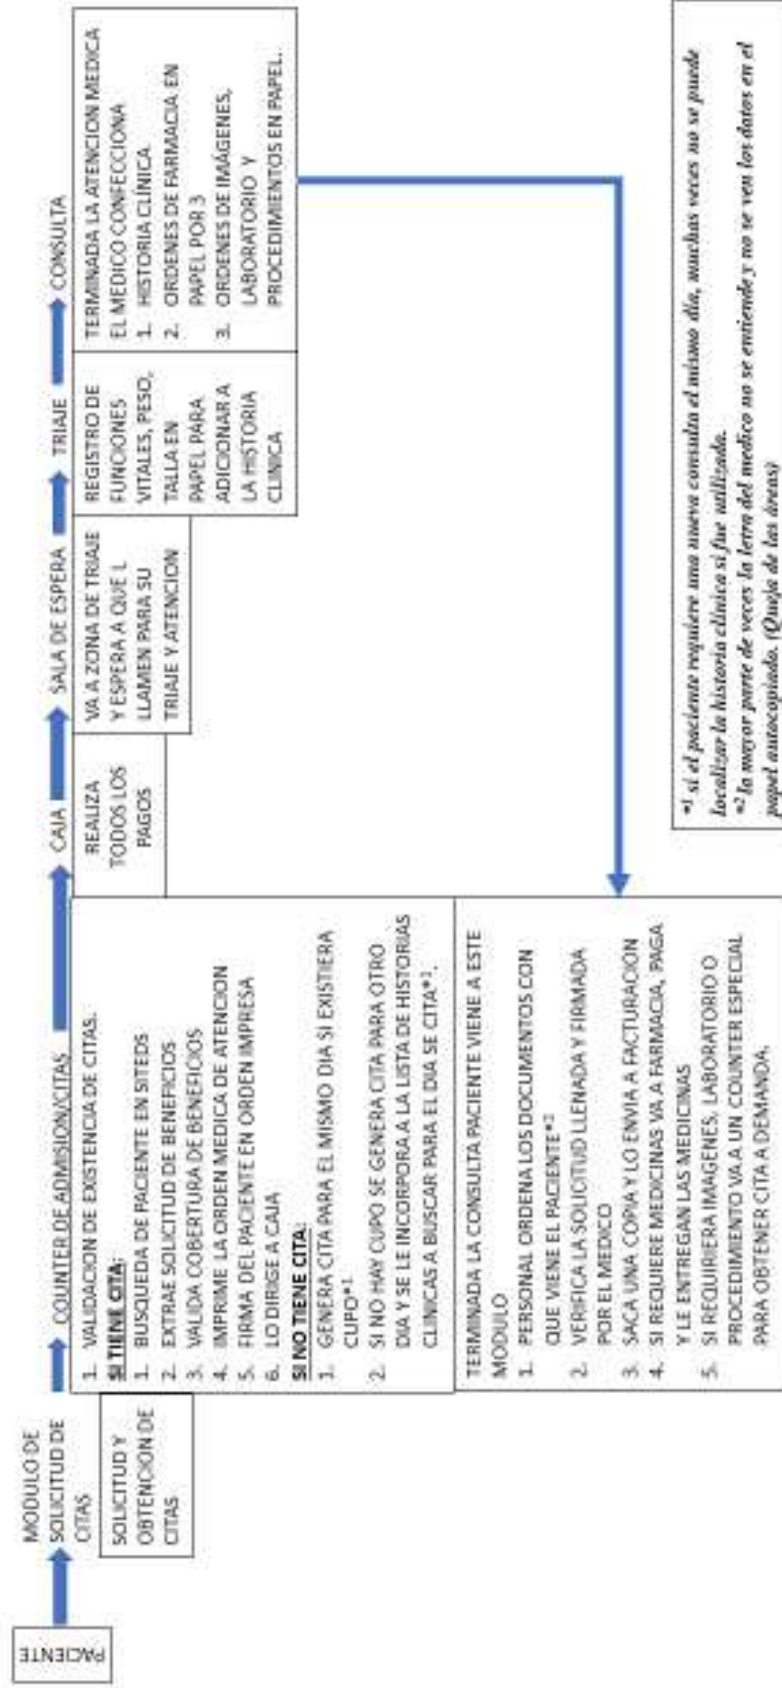 PACIENTE
MODULO DE
SOLICITUD DE
CITAS
SOLICITUD Y
OBTENCION DE
CITAS
COUNTER DE ADMISION/CITAS
1. VALIDACION DE EXISTENCIA DE CITAS.
SI TIENE CITA:
1. BUSQUEDA DE PACIENTE EN SITEDS
2. EXTRAE SOLICITUD DE BENEFICIOS
3. VALIDA COBERTURA DE BENEFICIOS
4. IMPRIME LA ORDEN MEDICA DE ATENCION
5. FIRMA DEL PACIENTE EN ORDEN IMPRESA
6. LO DIRIGE A CAJA
SI NO TIENE CITA:
1. GENERA CITA PARA EL MISMO DIA SI EXISTIERA
CUPO*1
2. SI NO HAY CUPO SE GENERA CITA PARA OTRO
DIA Y SE LE INCORPORA A LA LISTA DE HISTORIAS
CLINICAS A BUSCAR PARA EL DIA SE CITA*1.
TERMINADA LA CONSULTA PACIENTE VIENE A ESTE
MODULO
1. PERSONAL ORDENA LOS DOCUMENTOS CON
QUE VIENE EL PACIENTE*2
2. VERIFICA LA SOLICITUD LLENADA Y FIRMADA
POR EL MEDICO
3. SACA UNA COPIA Y LO ENVIA A FACTURACION
4. SI REQUIERE MEDICINAS VA A FARMACIA, PAGA
Y LE ENTREGAN LAS MEDICINAS
5. SI REQUIRIERA IMAGENES, LABORATORIO O
PROCEDIMIENTO VA A UN COUNTER ESPECIAL
PARA OBTENER CITA A DEMANDA.
CAJA
REALIZA
TODOS LOS
PAGOS
SALA DE ESPERA
VA A ZONA DE TRIAJE
Y ESPERA A QUE L
LLAMEN PARA SU
TRIAJE Y ATENCION
TRIAJE
REGISTRO DE
FUNCIONES
VITALES, PESO,
TALLA EN
PAPEL PARA
ADICIONAR A
LA HISTORIA
CLINICA
CONSULTA
TERMINADA LA ATENCION MEDICA
EL MEDICO CONFECCIONA
1. HISTORIA CLÍNICA
2. ORDENES DE FARMACIA EN
PAPEL POR 3
3. ORDENES DE IMÁGENES,
LABORATORIO Y
PROCEDIMIENTOS EN PAPEL.
*1 si el paciente requiere una nueva consulta el mismo día, muchas veces no se puede
localizar la historia clínica si fue utilizada.
*2 la mayor parte de veces la letra del medico no se entiende y no se ven los datos en el
papel autocopiado. (Queja de las áreas)